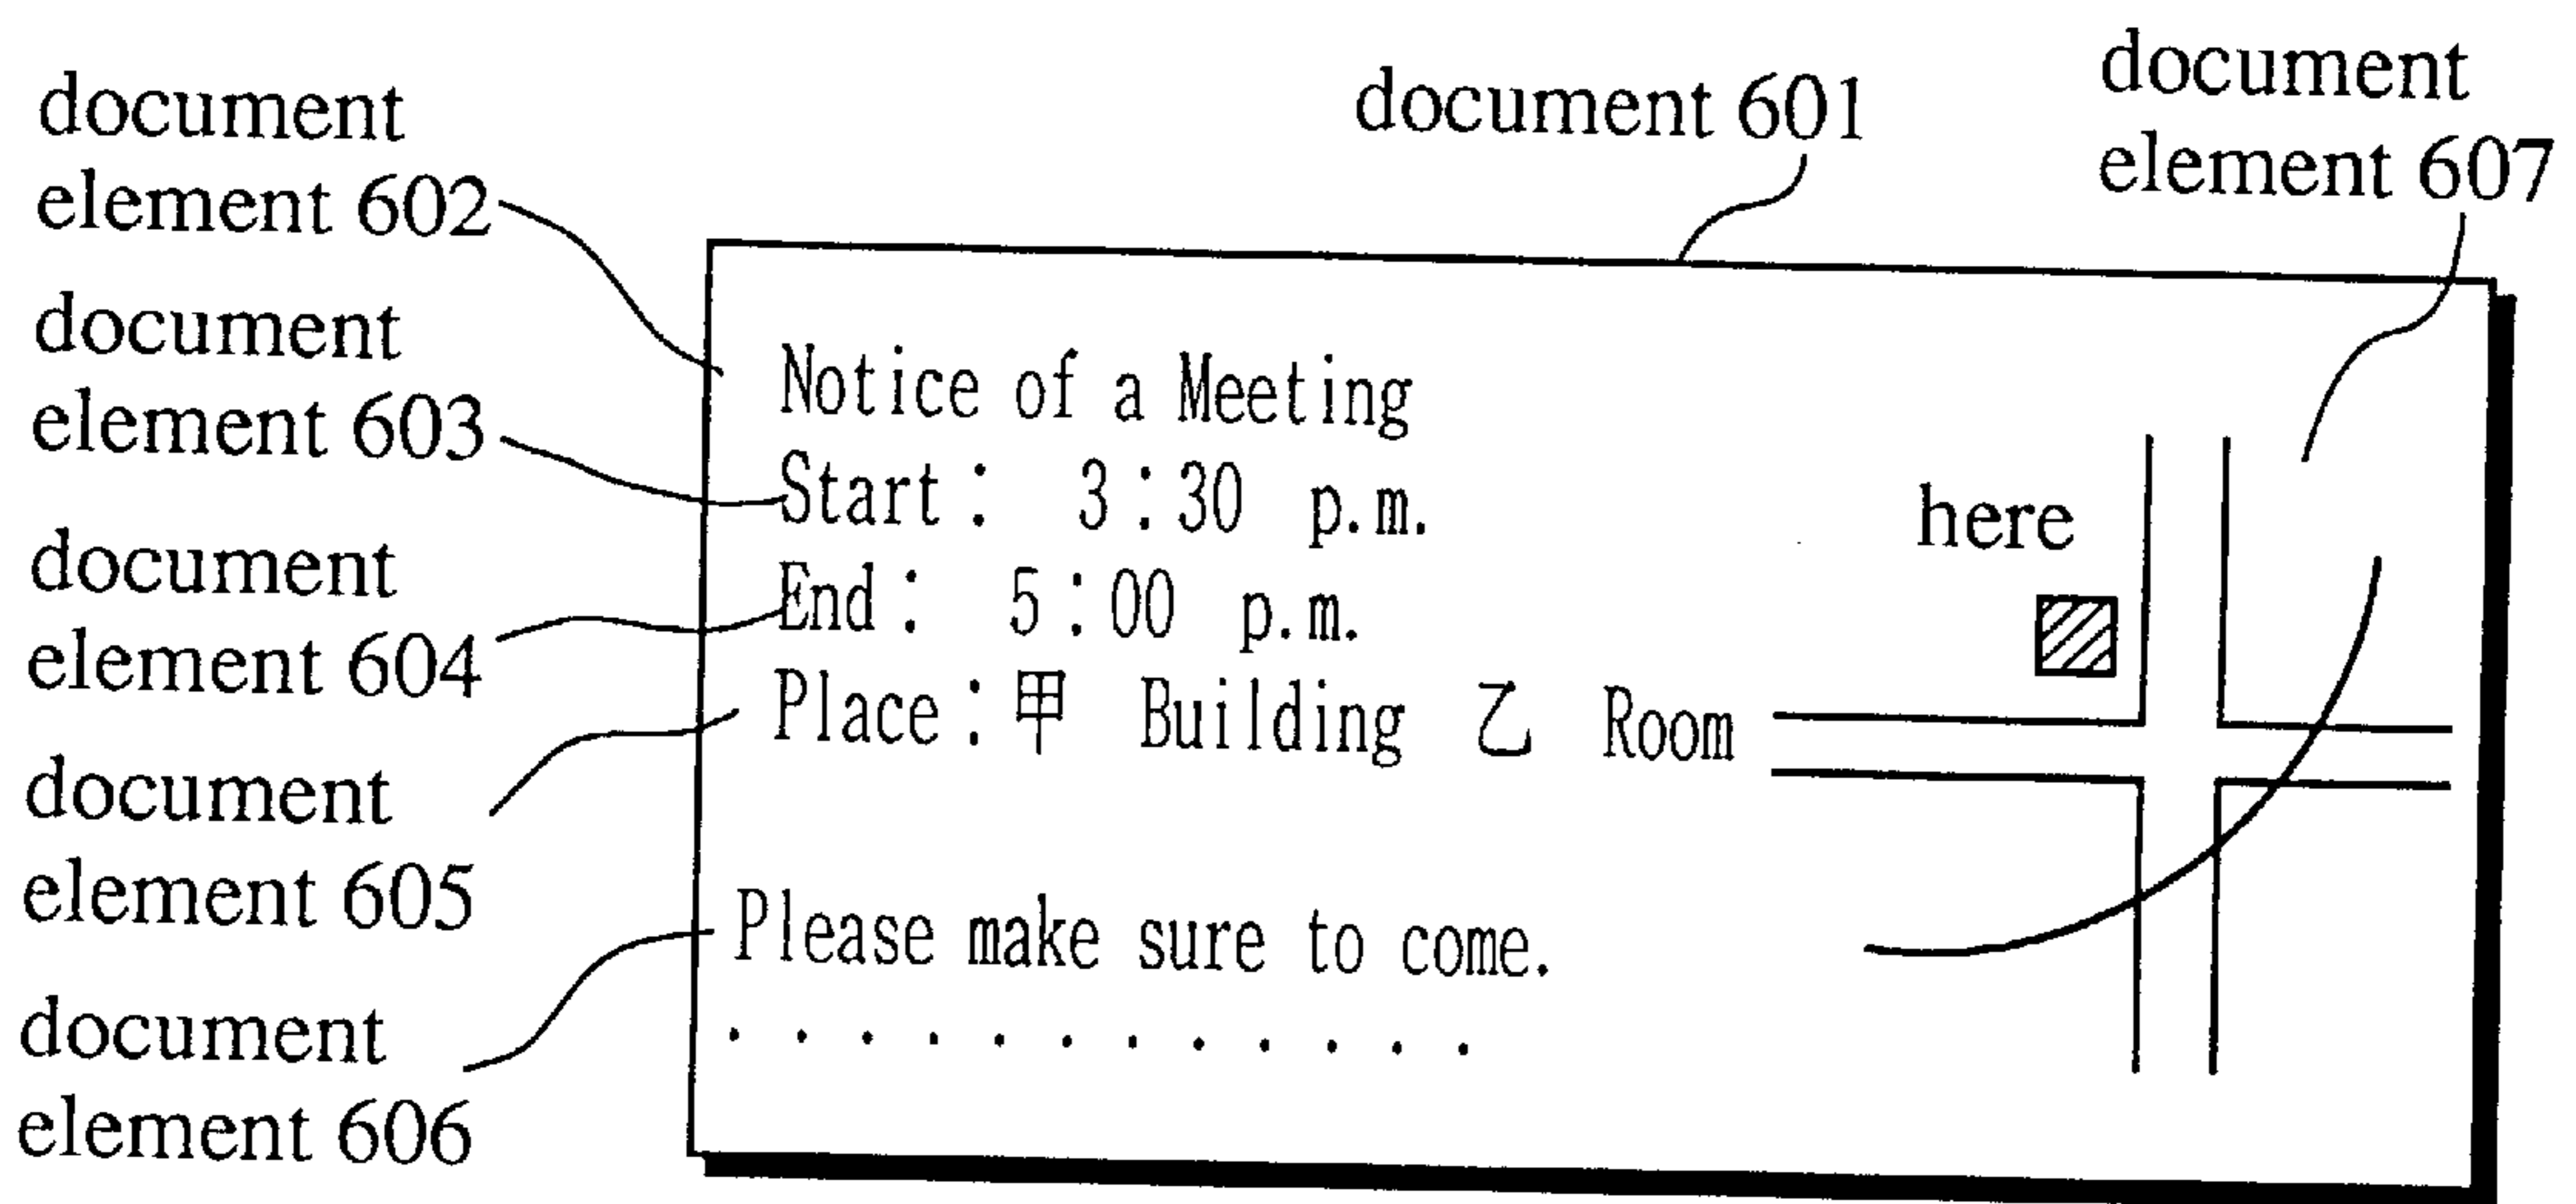 document
element 602
document 601
document
element 607
document
element 603
document
element 604
document
element 605
document
element 606
Notice of a Meeting
Start: 3:30 p.m.
End: 5:00 p.m.
Place:甲 Building 乙 Room
here
Please make sure to come.
. . . . . . . . . . . .